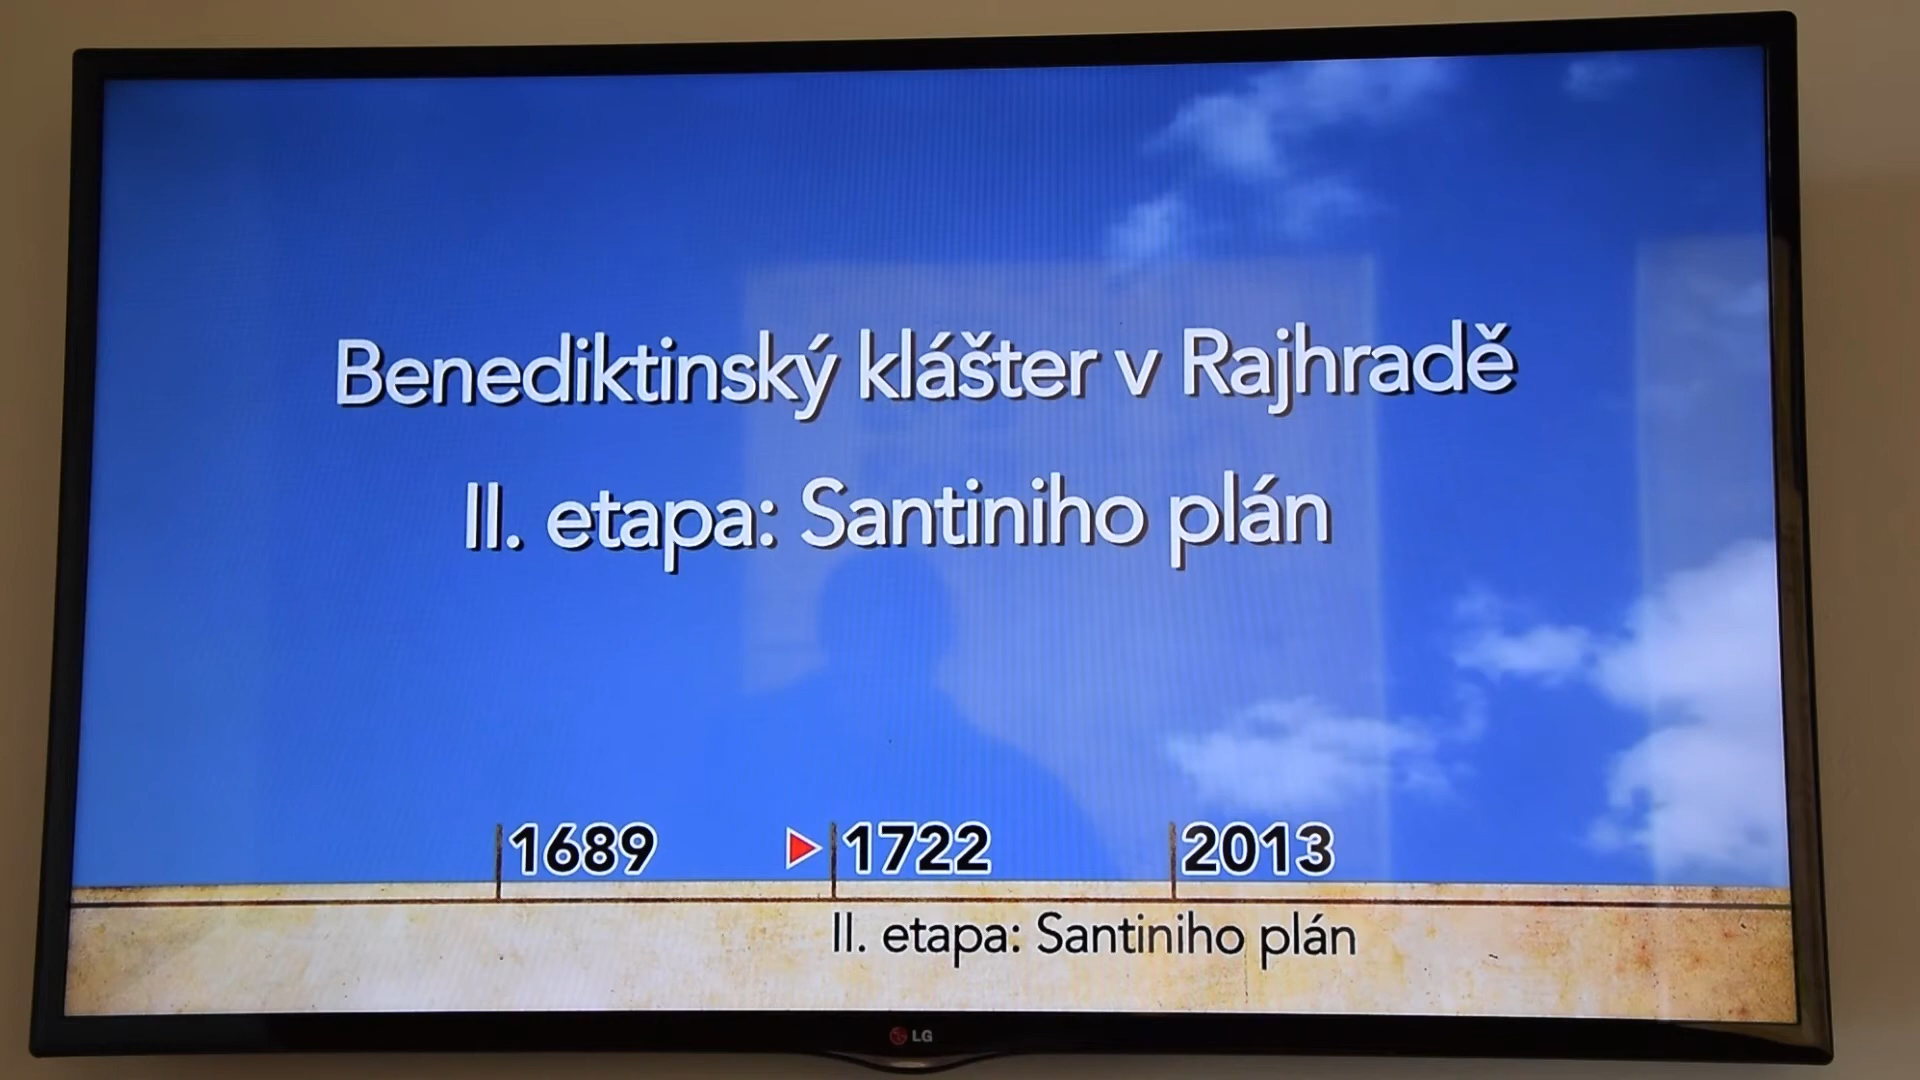 Benediktinský klášter v Rajhradě
II. etapa: Santiniho plán
1689
1722
2013
II. etapa: Santiniho plán
LG